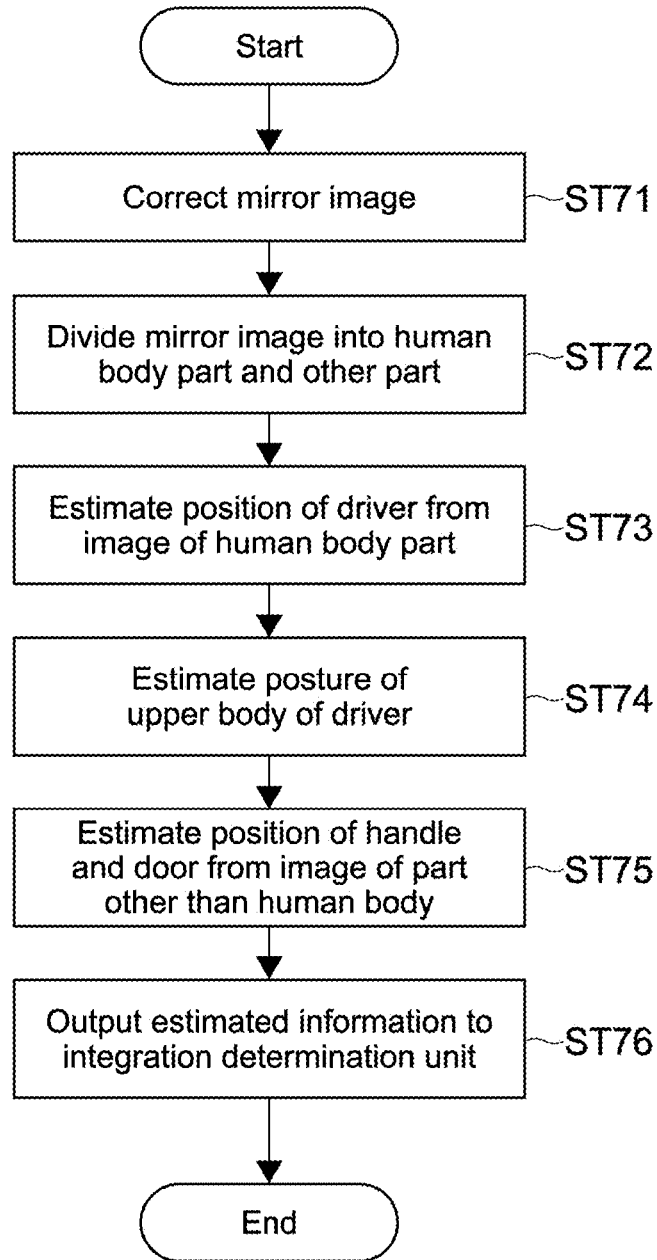 Start
Correct mirror image
ST71
Divide mirror image into human
body part and other part
ST72
Estimate position of driver from
image of human body part
ST73
Estimate posture of
upper body of driver
ST74
Estimate position of handle
and door from image of part
other than human body
ST75
Output estimated information to
integration determination unit
ST76
End